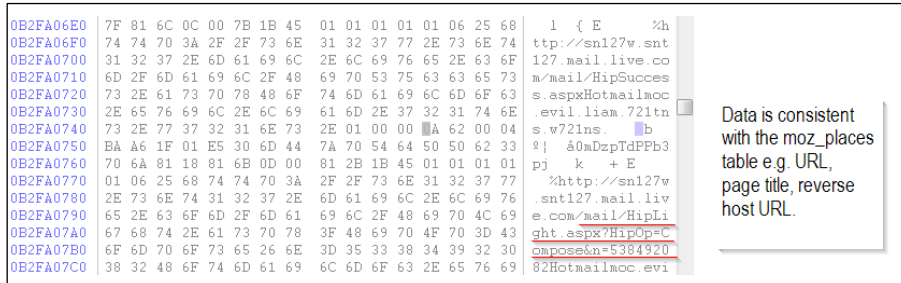 0B2FA06E0 7F 81 6C 0C 00 7B 1B 45 01 01 01 01 01 06 25 68 l { E %h
0B2FA06F0 74 74 70 3A 2F 2F 73 6E 31 32 37 77 2E 73 6E 74 ttp://sn127w.snt
0B2FA0700 31 32 37 2E 6D 61 69 6C 2E 6C 69 76 65 2E 63 6F 127.mail.live.co
0B2FA0710 6D 2F 6D 61 69 6C 2F 48 69 70 53 75 63 63 65 73 m/mail/HipSucces
0B2FA0720 73 2E 61 73 70 78 48 6F 74 6D 61 69 6C 6D 6F 63 s.aspxHotmailmoc
0B2FA0730 2E 65 76 69 6C 2E 6C 69 61 6D 2E 37 32 31 74 6E .evil.liam.721tn
0B2FA0740 73 2E 77 37 32 31 6E 73 2E 01 00 00 0A 62 00 04 s.w721ns. b
0B2FA0750 BA A6 1F 01 E5 30 6D 44 7A 70 54 64 50 50 62 33 º¦ å0mDzpTdPPb3
0B2FA0760 70 6A 81 18 81 6B 0D 00 81 2B 1B 45 01 01 01 01 pj k + E
0B2FA0770 01 06 25 68 74 74 70 3A 2F 2F 73 6E 31 32 37 77 %http://sn127w
0B2FA0780 2E 73 6E 74 31 32 37 2E 6D 61 69 6C 2E 6C 69 76 .snt127.mail.liv
0B2FA0790 65 2E 63 6F 6D 2F 6D 61 69 6C 2F 48 69 70 4C 69 e.com/mail/HipLi
0B2FA07A0 67 68 74 2E 61 73 70 78 3F 48 69 70 4F 70 3D 43 ght.aspx?HipOp=C
0B2FA07B0 6F 6D 70 6F 73 65 26 6E 3D 35 33 38 34 39 32 30 ompose&n=5384920
0B2FA07C0 38 32 48 6F 74 6D 61 69 6C 6D 6F 63 2E 65 76 69 82Hotmailmoc.evi
Data is consistent
with the moz_places
table e.g. URL,
page title, reverse
host URL.